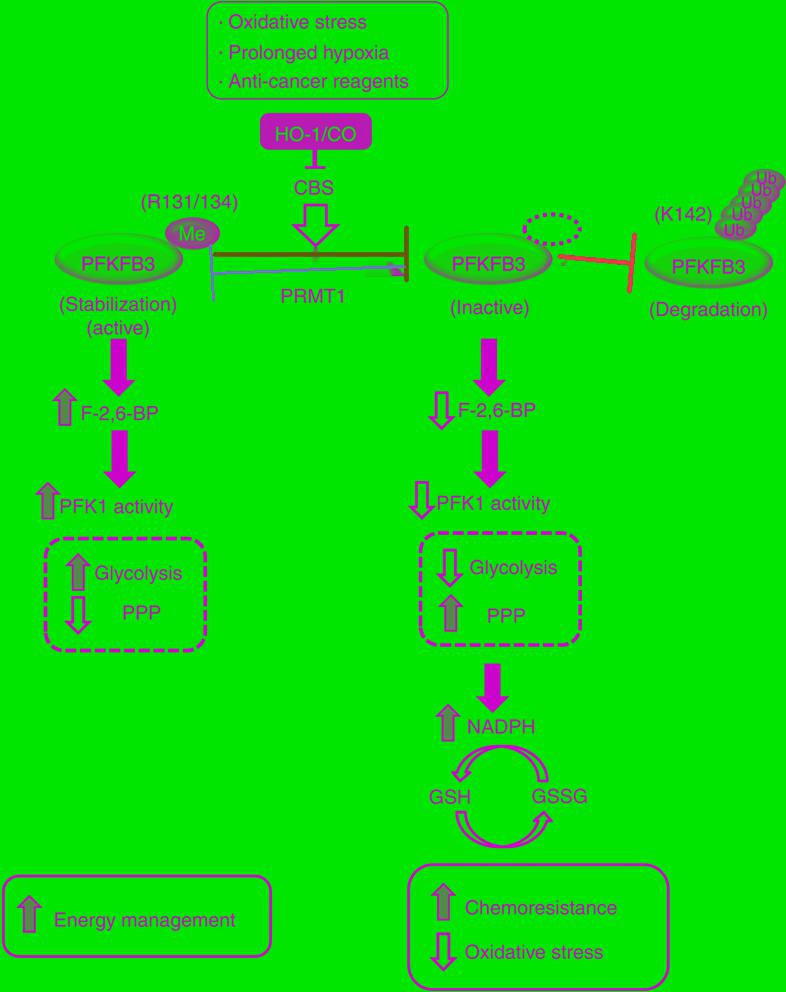 · Oxidative stress
· Prolonged hypoxia
· Anti-cancer reagents
HO-1/CO
CBS
(R131/134)
Me
PFKFB3
(Stabilization)
(active)
PRMT1
PFKFB3
(Inactive)
(K142)
Ub
Ub
Ub
Ub
Ub
PFKFB3
(Degradation)
F-2,6-BP
F-2,6-BP
PFK1 activity
PFK1 activity
Glycolysis
PPP
Glycolysis
PPP
NADPH
GSH
GSSG
Energy management
Chemoresistance
Oxidative stress